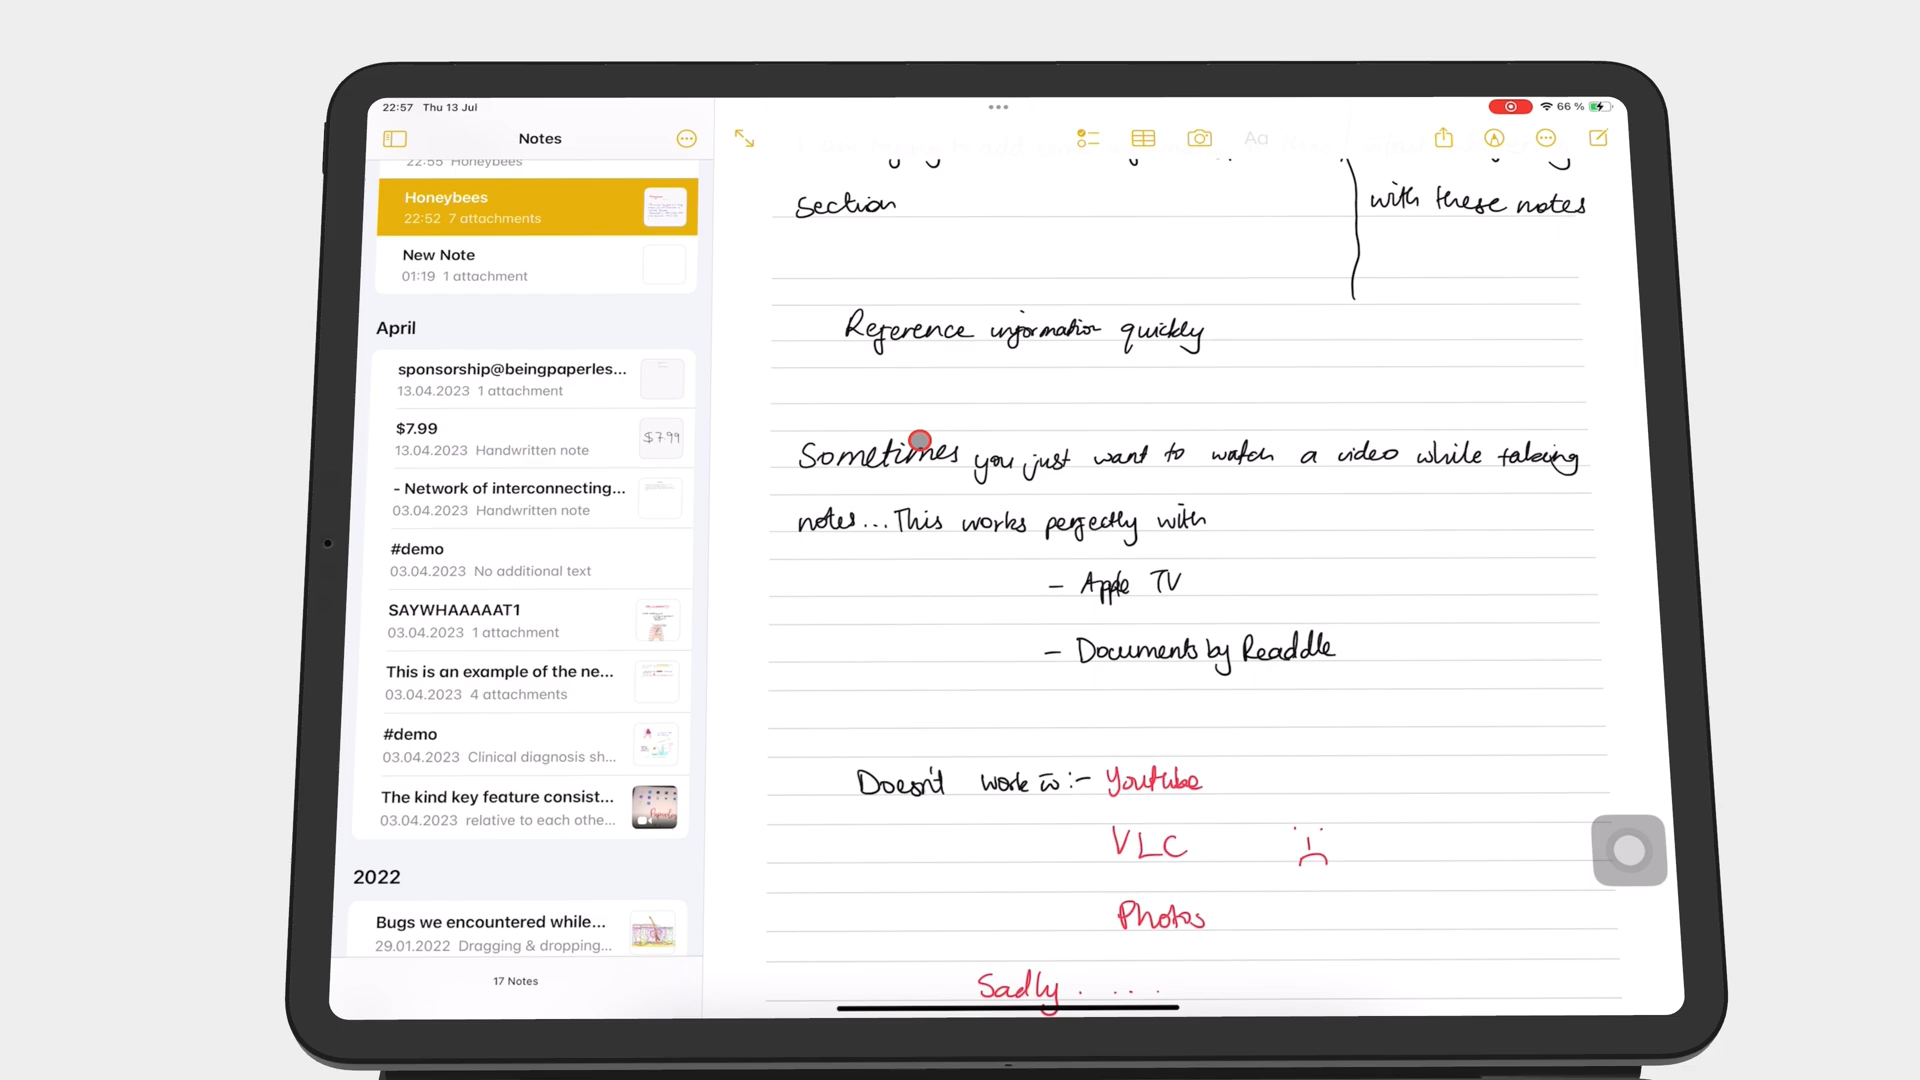 22:57 Thu 13 Jul
66 %
Notes
Aa
22:55 Honeybees
Honeybees
22:52 7 attachments
New Note
01:19 1 attachment
April
sponsorship@beingpaperles...
13.04.2023 1 attachment
$7.99
13.04.2023 Handwritten note
$7.99
- Network of interconnecting...
03.04.2023 Handwritten note
#demo
03.04.2023 No additional text
SAYWHAAAAAT1
03.04.2023 1 attachment
This is an example of the ne...
03.04.2023 4 attachments
#demo
03.04.2023 Clinical diagnosis sh...
The kind key feature consist...
03.04.2023 relative to each othe...
2022
Bugs we encountered while...
29.01.2022 Dragging & dropping...
17 Notes
section
with these notes
Reference information quickly
Sometimes you just want to watch a video while taking
notes... This works perfectly with
- Apple TV
- Documents by Readdle
Doesn't work w̄ :- Youtube
VLC
Photos
Sadly . . . .